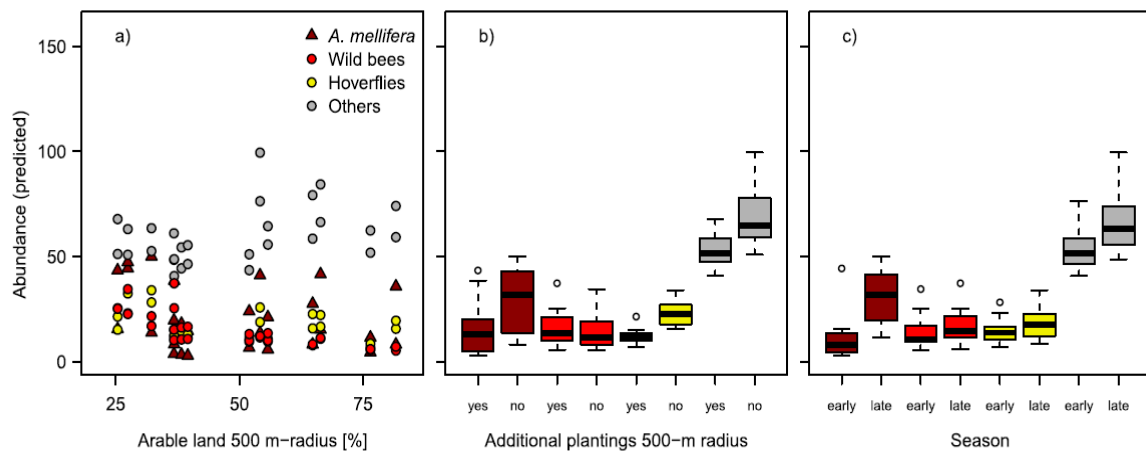 a)
A. mellifera
Wild bees
Hoverflies
Others
b)
c)
Abundance (predicted)
150
100
50
0
25 50 75
Arable land 500 m−radius [%]
yes no yes no yes no yes no
Additional plantings 500−m radius
early late early late early late early late
Season